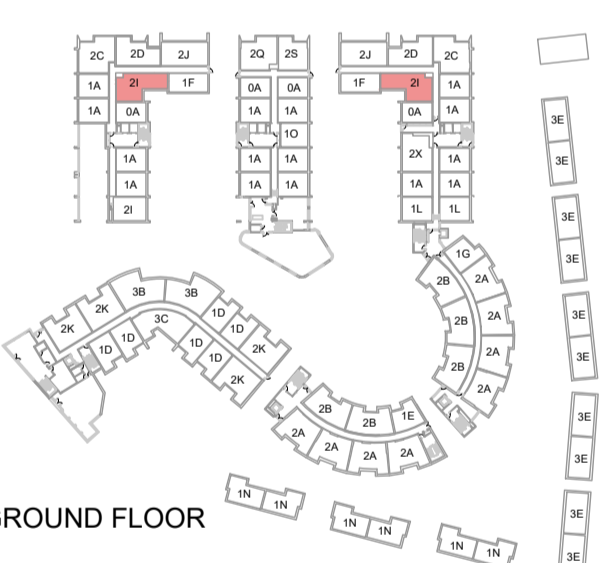 2C 2D 2J 2Q 2S 2J 2D 2C
1A 2I 1F 0A 0A 1F 2I 1A
1A 0A 1A 1A 0A 1A
1O
1A 1A 1A 2X 1A
1A 1A 1A 1A 1A
2I 1L 1L
3E
3E
3E
3E
3E
3E
3E
3E
3E
3E
1G
2B 2A
2B 2A
2B 2A
2A
3B 3B
2K 2K 3C 1D 1D 2K
1D 1D 1D 1D 2K
2B 2B 1E
2A 2A 2A 2A
1N 1N
1N 1N
1N 1N
GROUND FLOOR